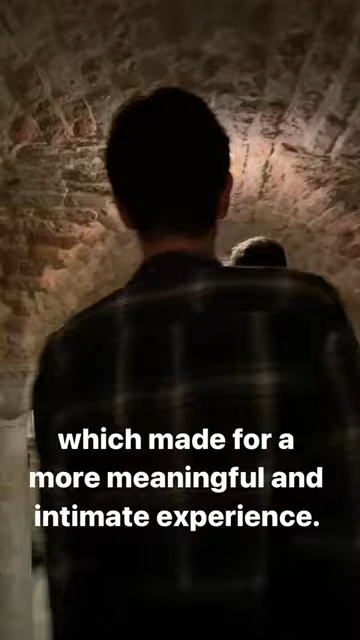 which made for a
more meaningful and
intimate experience.